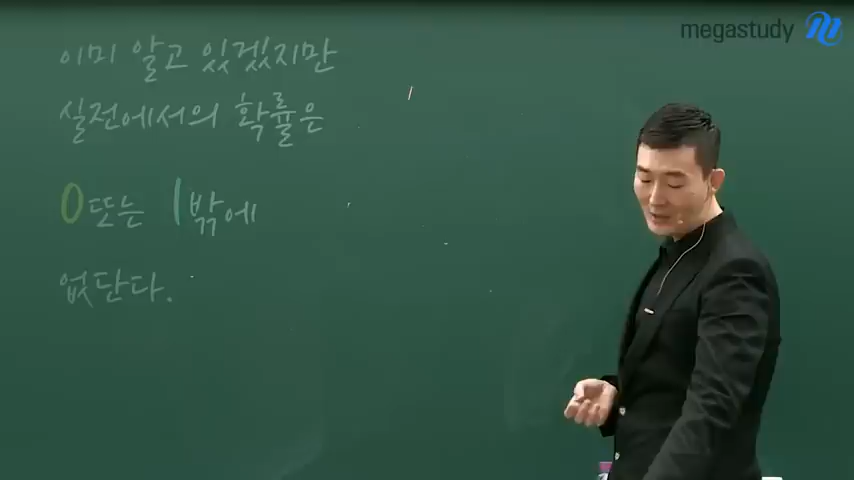 megastudy
이미 알고 있겠지만
실전에서의 확률은
0또는 1밖에
없단다.